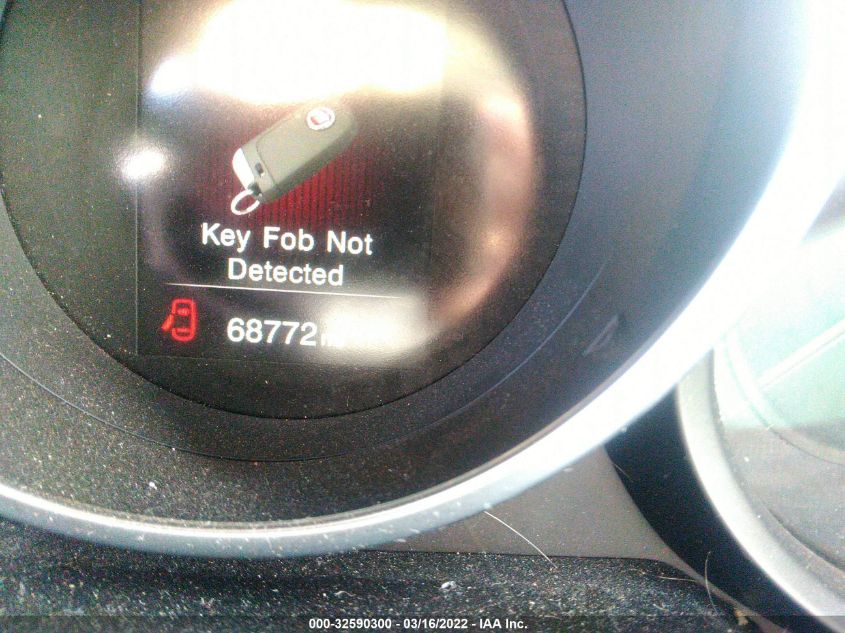 Key Fob Not
Detected
68772
000-32590300 - 03/16/2022 - IAA Inc.